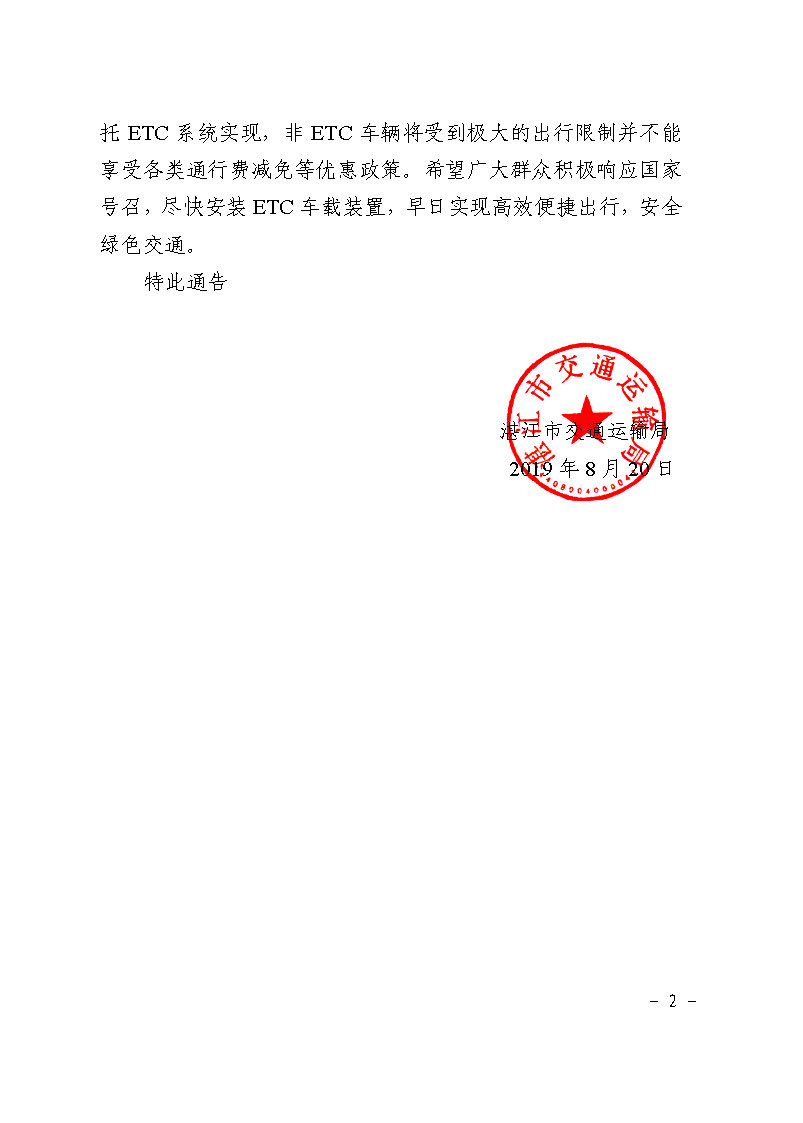 托 ETC 系统实现，非 ETC 车辆将受到极大的出行限制并不能
享受各类通行费减免等优惠政策。希望广大群众积极响应国家
号召，尽快安装 ETC 车载装置，早日实现高效便捷出行，安全
绿色交通。
特此通告
湛江市交通运输局
湛江市交通运输局
2019 年 8 月 20 日
- 2 -